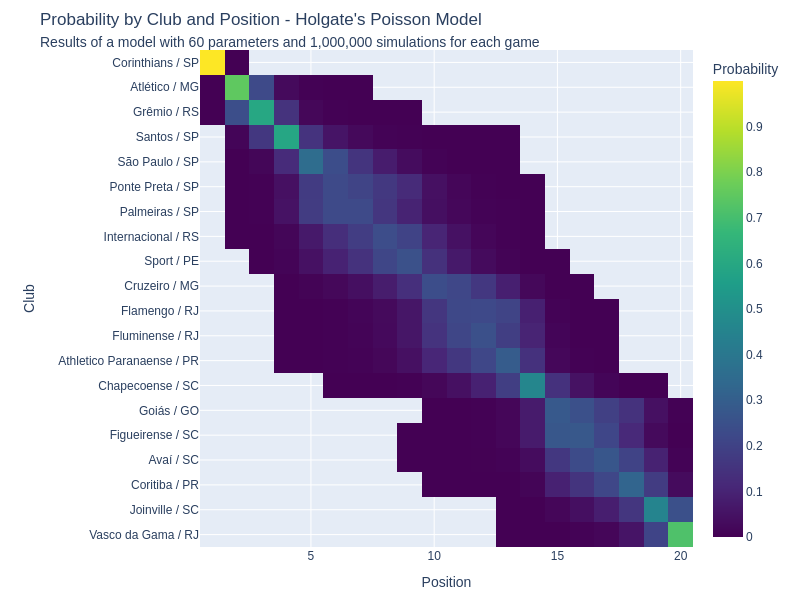 Probability by Club and Position - Holgate's Poisson Model
Results of a model with 60 parameters and 1,000,000 simulations for each game
Probability
Corinthians / SP
Atlético / MG
Grêmio / RS
Santos / SP
São Paulo / SP
Ponte Preta / SP
Palmeiras / SP
Internacional / RS
Sport / PE
Cruzeiro / MG
Flamengo / RJ
Fluminense / RJ
Athletico Paranaense / PR
Chapecoense / SC
Goiás / GO
Figueirense / SC
Avaí / SC
Coritiba / PR
Joinville / SC
Vasco da Gama / RJ
Club
5
10
15
20
Position
0.9
0.8
0.7
0.6
0.5
0.4
0.3
0.2
0.1
0